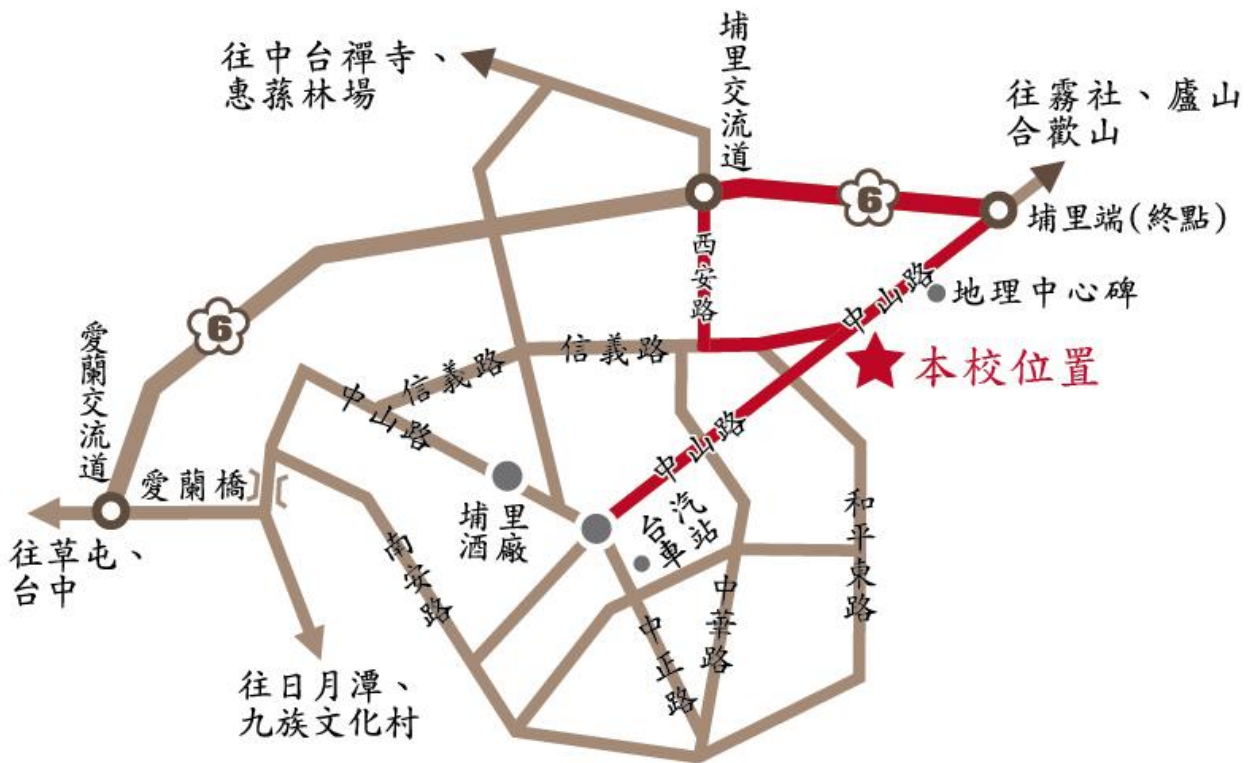 往中台禪寺、
惠蓀林場
埔里交流道
往霧社、廬山
合歡山
6
埔里端(終點)
西安路
中山路
地理中心碑
6
愛蘭交流道
信義路
信義路
本校位置
中山路
中山路
愛蘭橋
埔里
酒廠
台汽
車站
和平東路
往草屯、
台中
南安路
中華路
中正路
往日月潭、
九族文化村